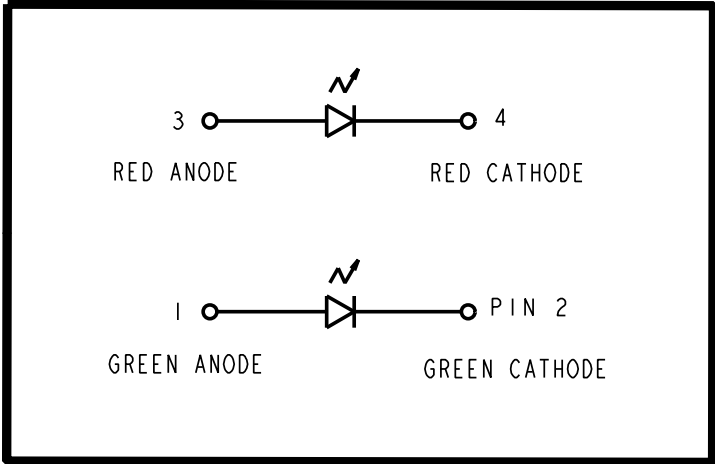 3 4
RED ANODE RED CATHODE
1 PIN 2
GREEN ANODE GREEN CATHODE